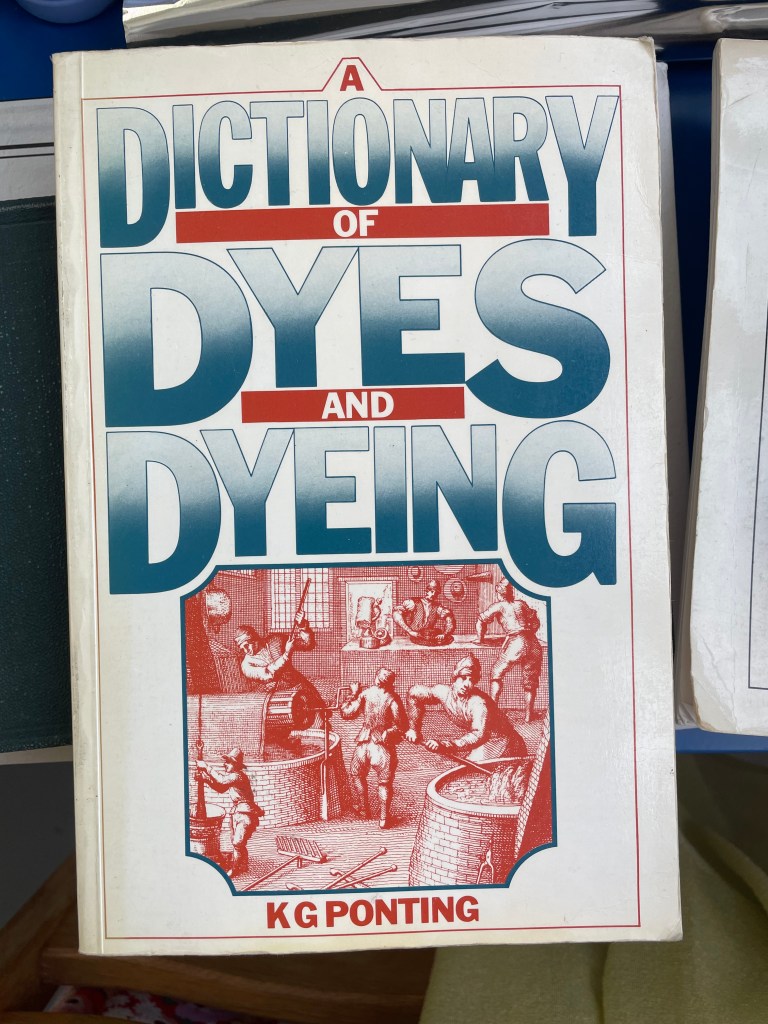 A
DICTIONARY
OF
DYES
AND
DYEING
K G PONTING